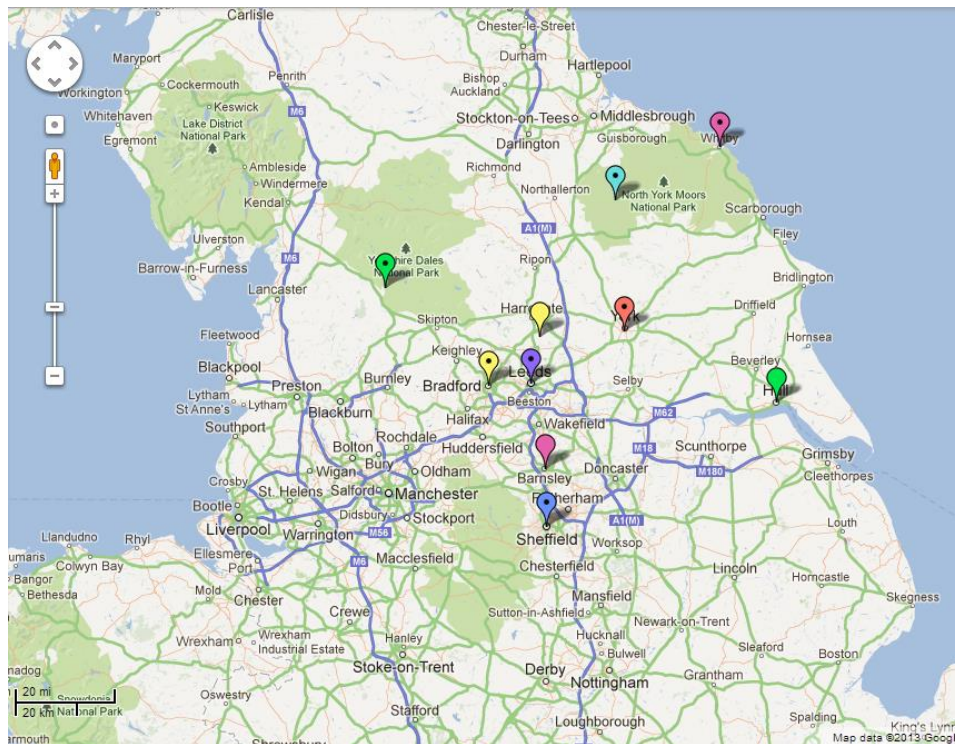 Carlisle
Chester-le-Street
Durham
Hartlepool
Maryport
Penrith
Bishop
Auckland
Cockermouth
Workington
Keswick
M6
Stockton-on-Tees
Middlesbrough
Whitehaven
Lake District
National Park
Guisborough
Whitby
Egremont
Darlington
Ambleside
Richmond
Windermere
Northallerton
North York Moors
National Park
Kendal
Scarborough
A1(M)
Filey
Ulverston
M6
Yorkshire Dales
National Park
Ripon
Barrow-in-Furness
Bridlington
Lancaster
Harrogate
Driffield
York
Skipton
Hornsea
Fleetwood
Keighley
Beverley
Blackpool
Leeds
Bradford
Selby
Burnley
Hull
Preston
Beeston
Lytham
St Anne's
Lytham
Blackburn
M62
Halifax
Wakefield
Southport
Rochdale
Huddersfield
M18
Scunthorpe
Bolton
Bury
Grimsby
Wigan
Oldham
Barnsley
Doncaster
M180
Cleethorpes
Crosby
St. Helens
Salford
Manchester
Rotherham
Bootle
Didsbury
Stockport
A1(M)
Liverpool
Warrington
M56
Sheffield
Louth
Llandudno
Rhyl
Worksop
Ellesmere
Port
Macclesfield
M6
Colwyn Bay
Chesterfield
Lincoln
Bangor
Mold
Horncastle
Bethesda
Chester
Mansfield
Skegness
Crewe
Sutton-in-Ashfield
Newark-on-Trent
Wrexham
Wrexham
Industrial Estate
Hanley
Hucknall
Sleaford
Boston
Stoke-on-Trent
Bulwell
Derby
Nottingham
Grantham
20 mi
Snowdonia
National Park
20 km
Oswestry
Stafford
Loughborough
Spalding
King's Lynn
Shrewsbury
Map data ©2013 Google